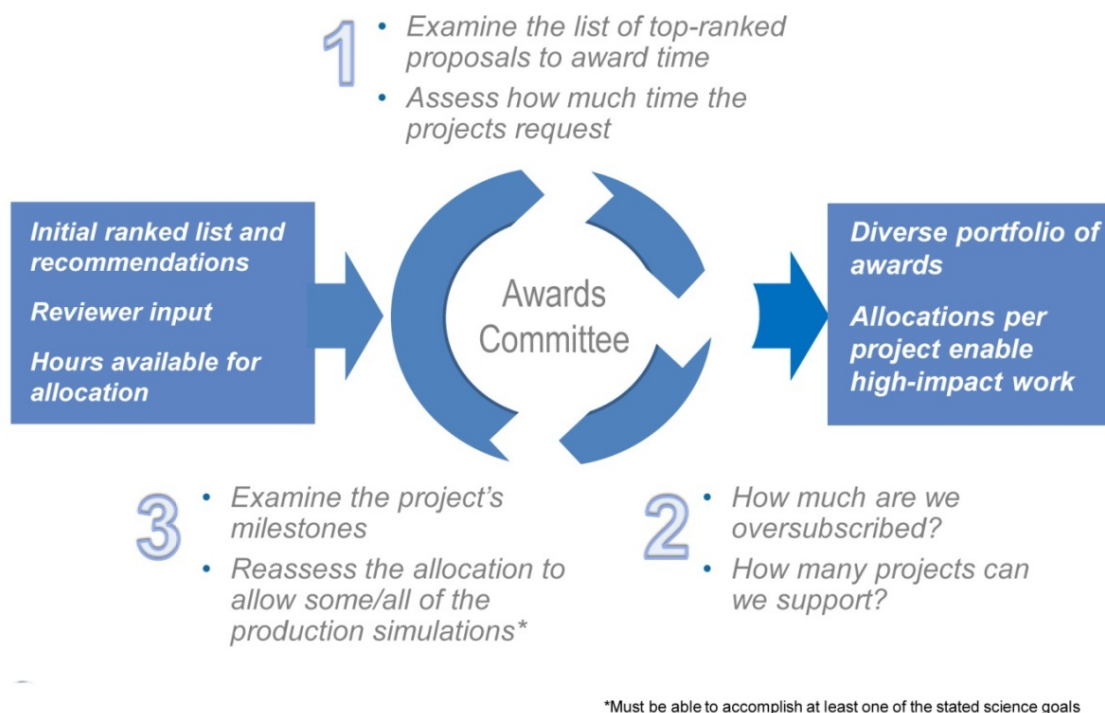 1
• Examine the list of top-ranked
proposals to award time
• Assess how much time the
projects request
Initial ranked list and
recommendations
Reviewer input
Hours available for
allocation
Awards
Committee
Diverse portfolio of
awards
Allocations per
project enable
high-impact work
3
• Examine the project’s
milestones
• Reassess the allocation to
allow some/all of the
production simulations*
2
• How much are we
oversubscribed?
• How many projects can
we support?
*Must be able to accomplish at least one of the stated science goals